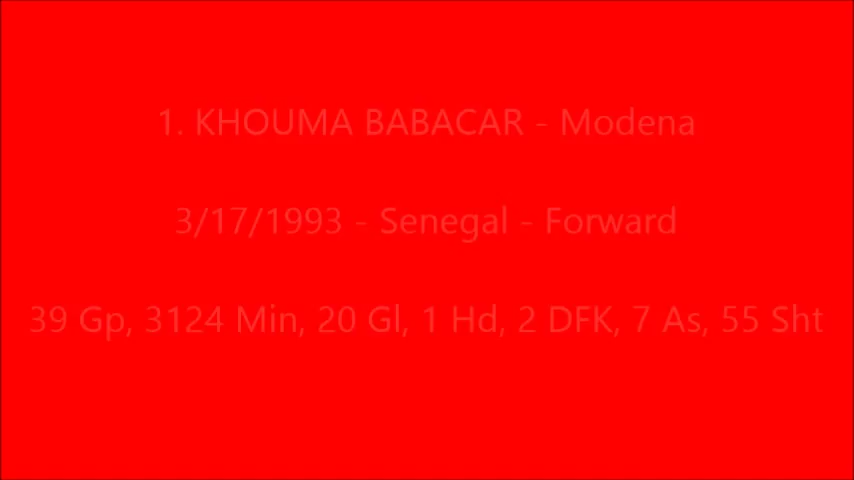 1. KHOUMA BABACAR - Modena
3/17/1993 - Senegal - Forward
39 Gp, 3124 Min, 20 Gl, 1 Hd, 2 DFK, 7 As, 55 Sht